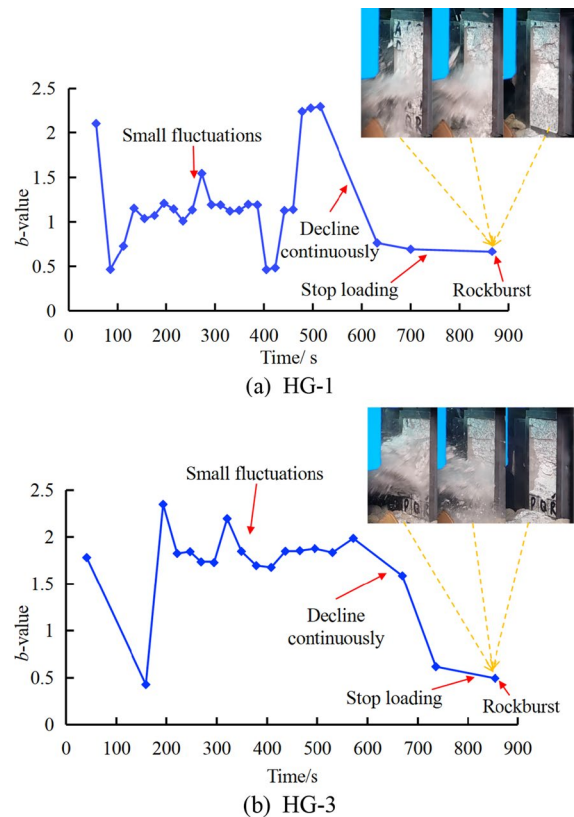 2.5
2
1.5
1
0.5
0
b-value
Small fluctuations
Decline
continuously
Stop loading
Rockburst
0 100 200 300 400 500 600 700 800 900
Time/ s
(a) HG-1
2.5
2
1.5
1
0.5
0
b-value
Small fluctuations
Decline
continuously
Stop loading
Rockburst
0 100 200 300 400 500 600 700 800 900
Time/s
(b) HG-3